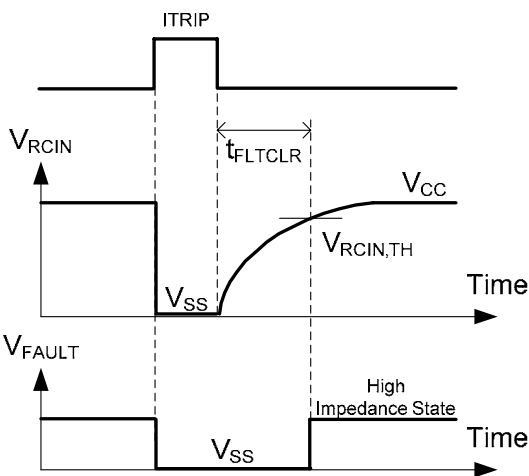 ITRIP
tFLTCLR
VRCIN
VCC
VRCIN,TH
VSS
Time
VFAULT
High
Impedance State
VSS
Time